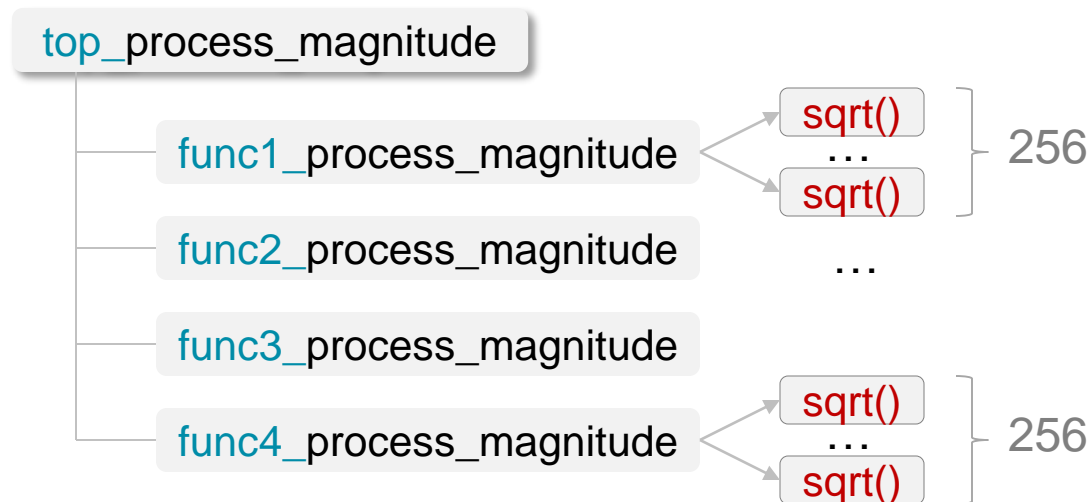 top_process_magnitude
func1_process_magnitude
sqrt()
...
sqrt()
256
func2_process_magnitude
...
func3_process_magnitude
func4_process_magnitude
sqrt()
...
sqrt()
256